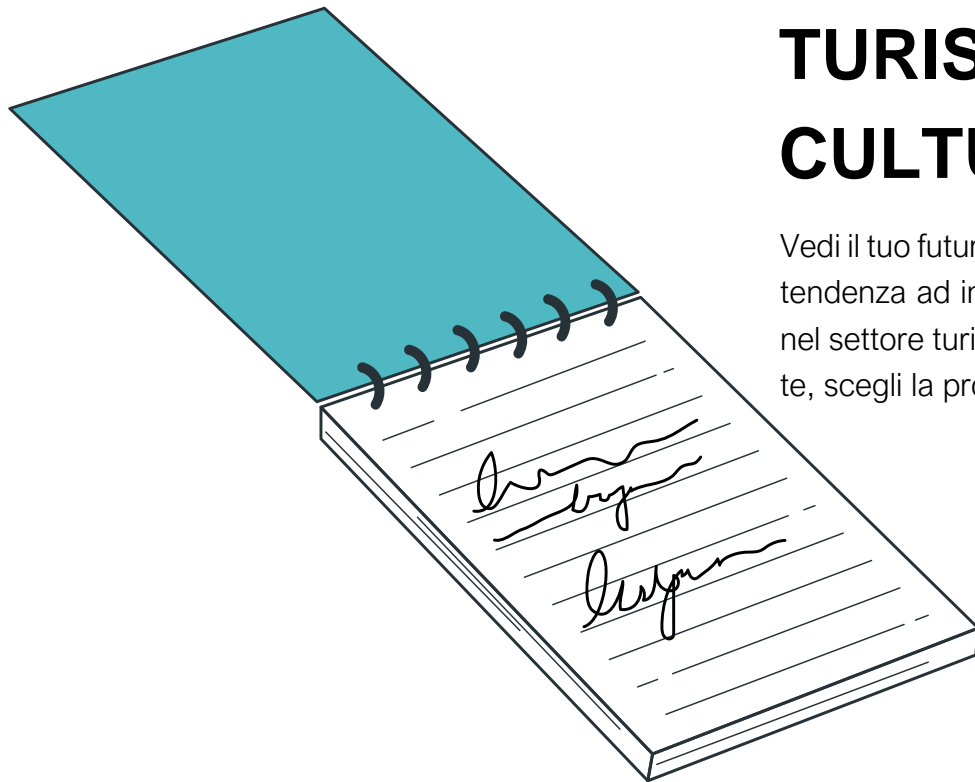 TURIS
CULTU
Vedi il tuo futur
tendenza ad in
nel settore turi
te, scegli la pro